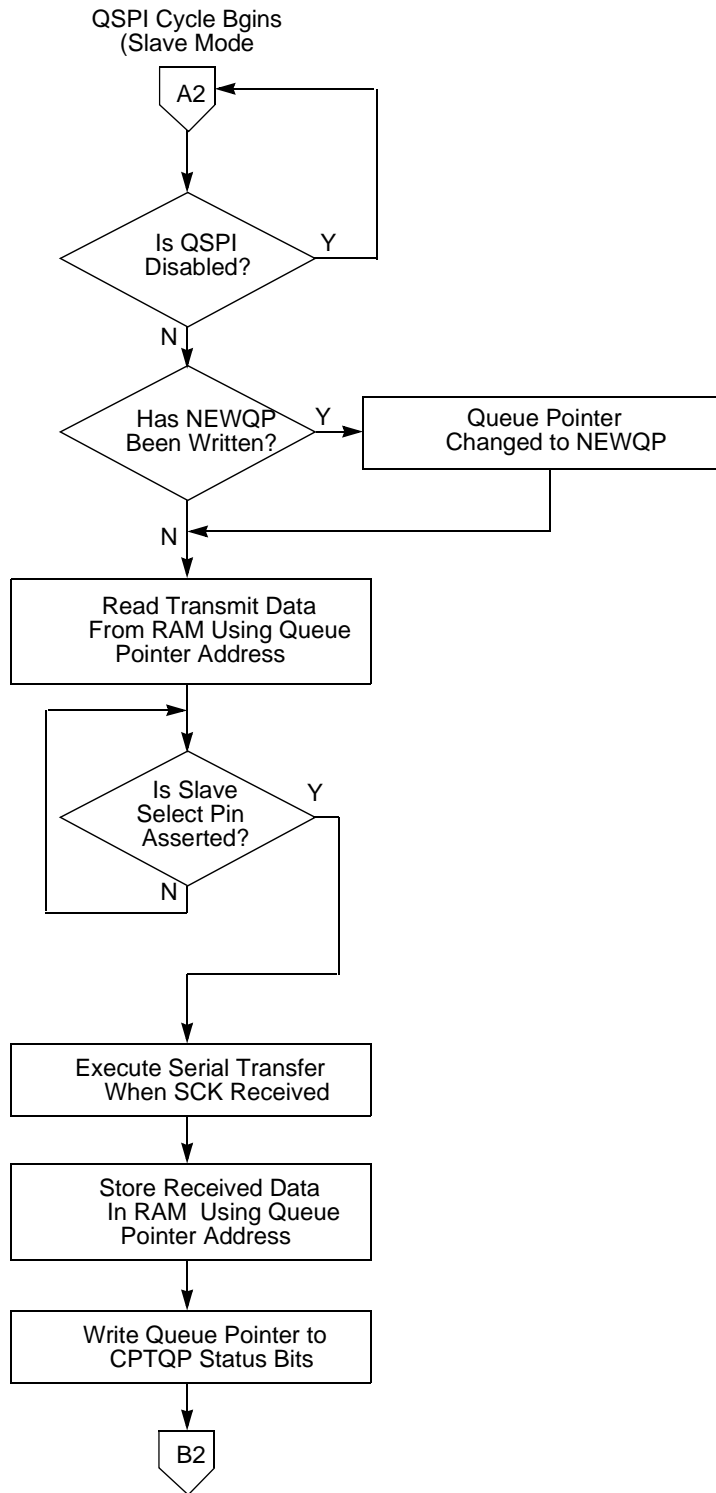 QSPI Cycle Bgins
(Slave Mode
A2
Is QSPI
Disabled?
Y
N
Has NEWQP
Been Written?
Y
Queue Pointer
Changed to NEWQP
N
Read Transmit Data
From RAM Using Queue
Pointer Address
Is Slave
Select Pin
Asserted?
Y
N
Execute Serial Transfer
When SCK Received
Store Received Data
In RAM Using Queue
Pointer Address
Write Queue Pointer to
CPTQP Status Bits
B2